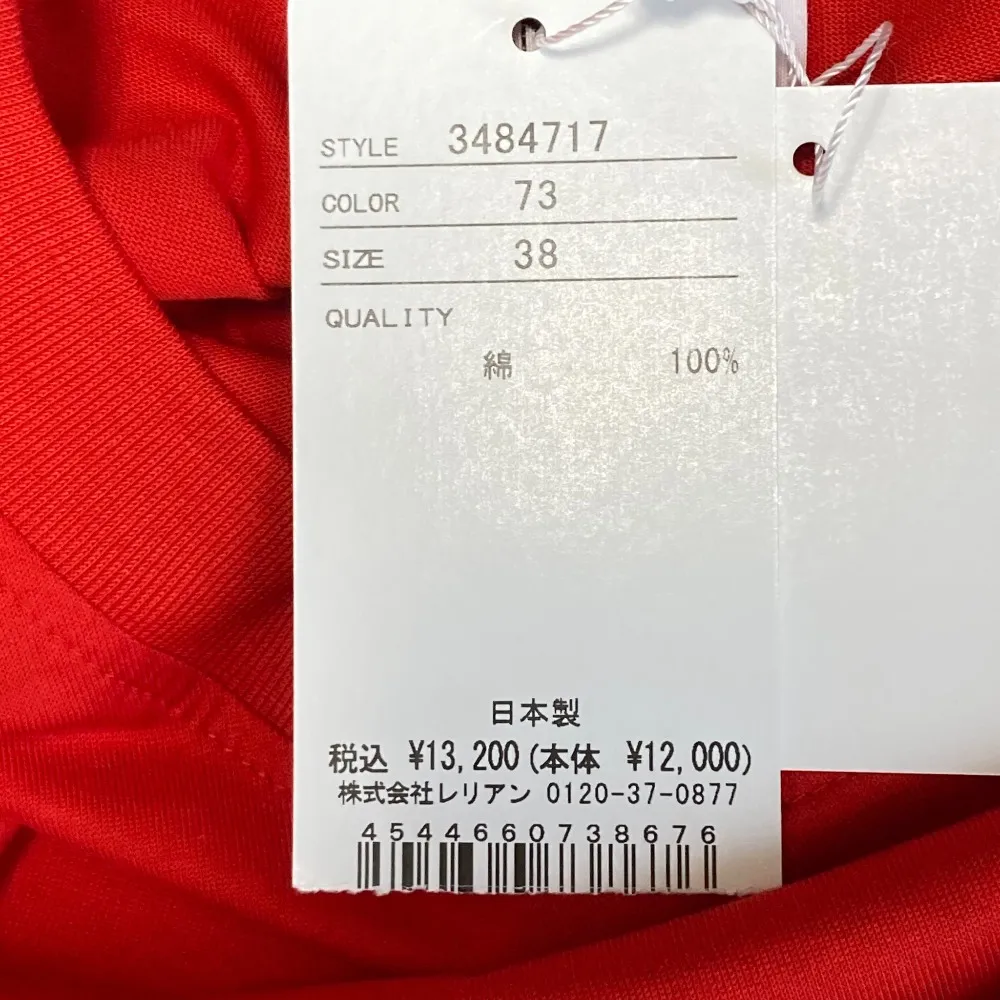 STYLE 3484717
COLOR 73
SIZE 38
QUALITY
綿 100%
日本製
税込 ¥13,200(本体 ¥12,000)
株式会社レリアン 0120-37-0877
4544660738676